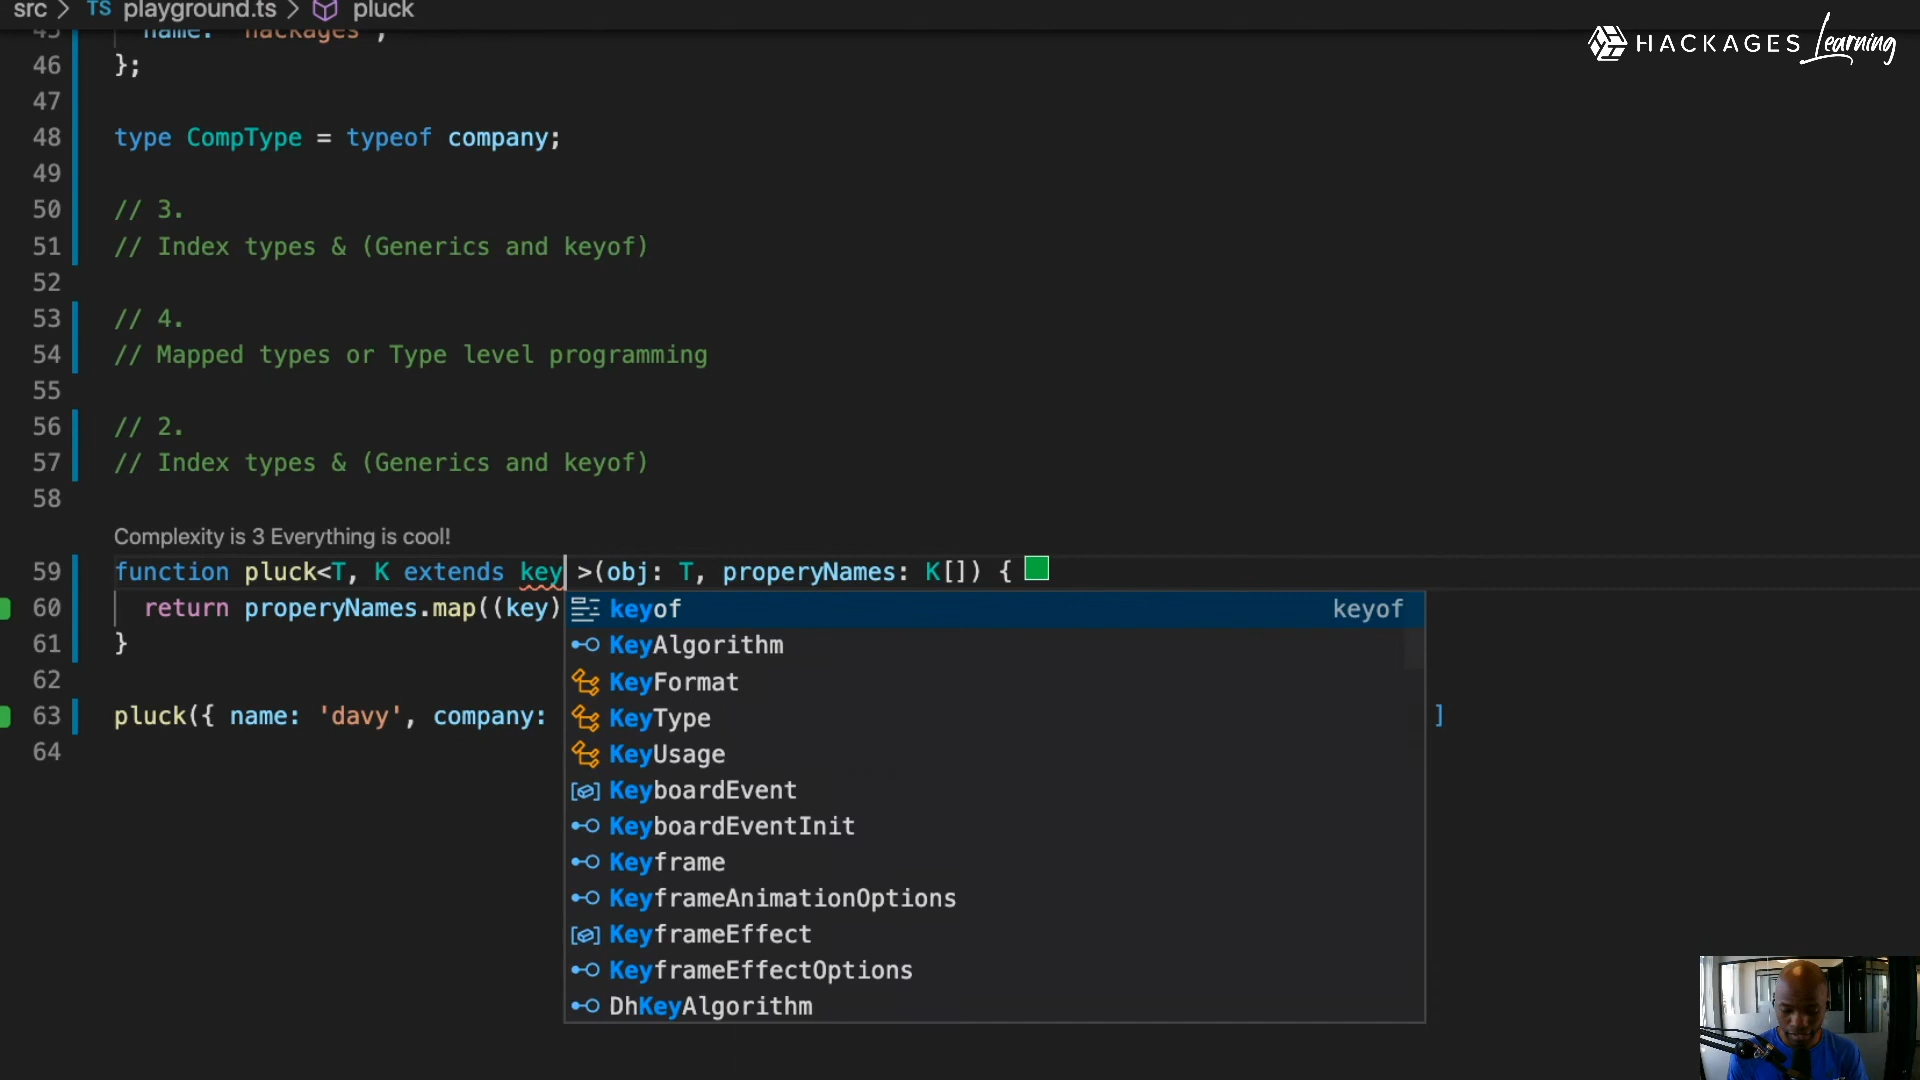 src > TS playground.ts > pluck
HACKAGES Learning
45 name: 'hackages',
46 };
47
48 type CompType = typeof company;
49
50 // 3.
51 // Index types & (Generics and keyof)
52
53 // 4.
54 // Mapped types or Type level programming
55
56 // 2.
57 // Index types & (Generics and keyof)
58
Complexity is 3 Everything is cool!
59 function pluck<T, K extends key >(obj: T, properyNames: K[]) {
60 return properyNames.map((key)
keyof keyof
61 }
KeyAlgorithm
62
KeyFormat
63 pluck({ name: 'davy', company: ]
KeyType
64
KeyUsage
KeyboardEvent
KeyboardEventInit
Keyframe
KeyframeAnimationOptions
KeyframeEffect
KeyframeEffectOptions
DhKeyAlgorithm